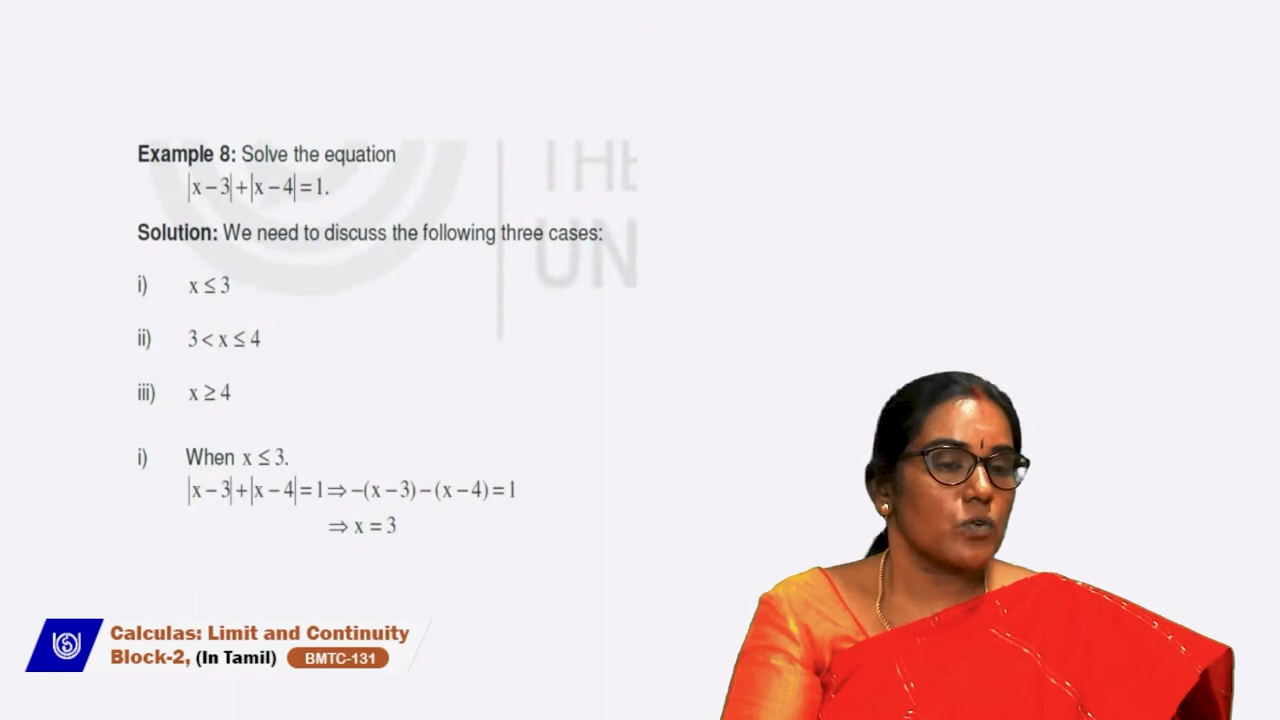 Example 8: Solve the equation
|x − 3| + |x − 4| = 1.
Solution: We need to discuss the following three cases:
i) x ≤ 3
ii) 3 < x ≤ 4
iii) x ≥ 4
i) When x ≤ 3.
|x − 3| + |x − 4| = 1 ⇒ −(x − 3) − (x − 4) = 1
⇒ x = 3
THE
UN
Calculas: Limit and Continuity
Block-2, (In Tamil) BMTC-131